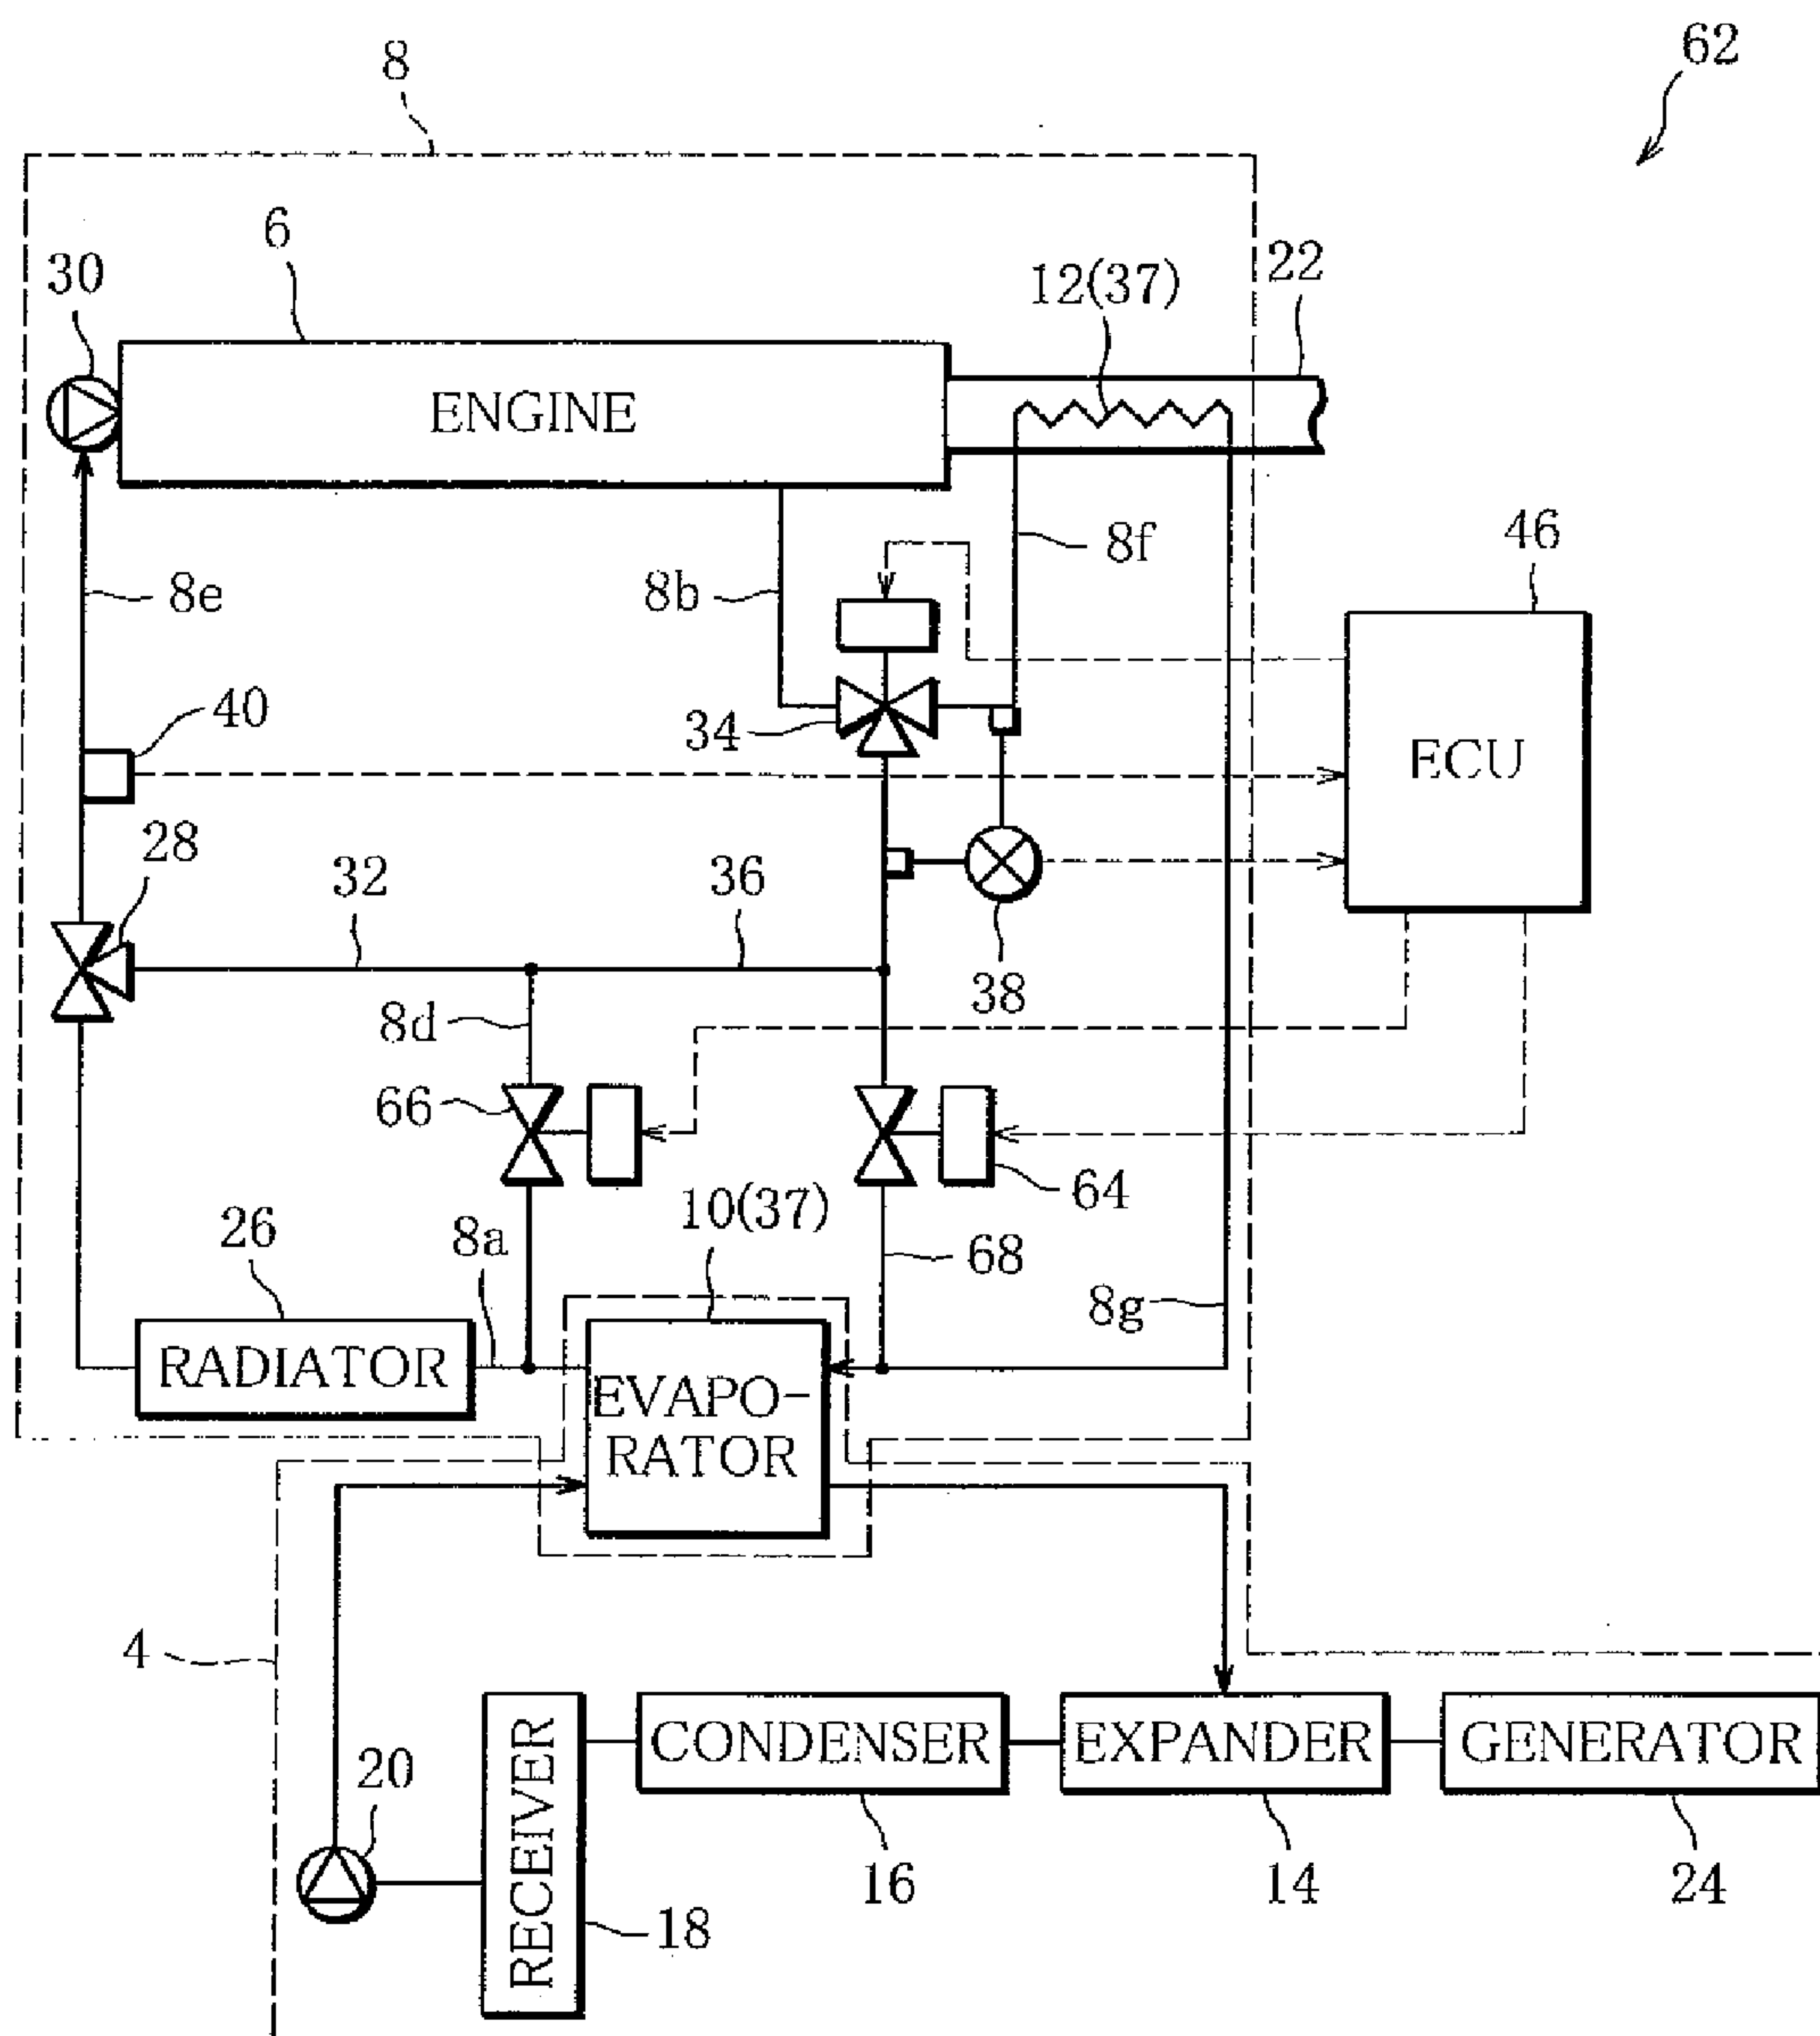 62
8
6
30
12(37)
22
ENGINE
8f
46
8e
8b
40
34
ECU
28
32
36
38
8d
66
64
10(37)
26
8a
68
8g
RADIATOR
EVAPO-
RATOR
4
CONDENSER
EXPANDER
GENERATOR
RECEIVER
20
16
14
24
18